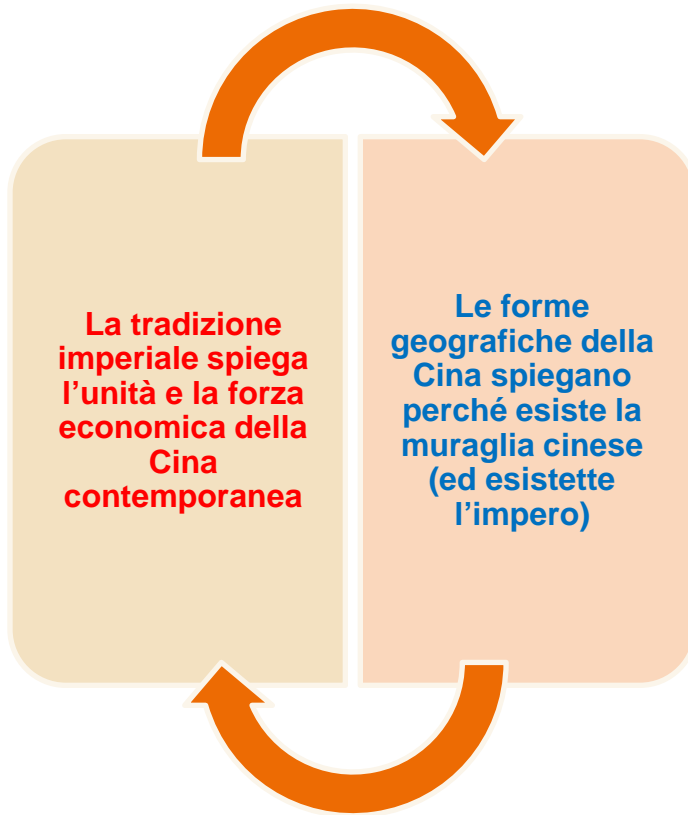 La tradizione
imperiale spiega
l’unità e la forza
economica della
Cina
contemporanea
Le forme
geografiche della
Cina spiegano
perché esiste la
muraglia cinese
(ed esistette
l’impero)